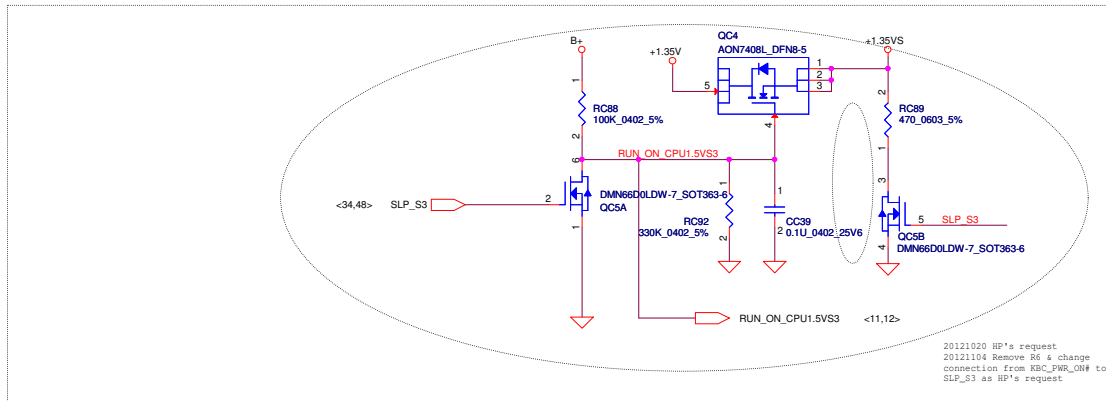 QC4
B+
+1.35V
AON7408L_DFN8-5
+1.35VS
1
5
1
2
3
2
RC88
100K_0402_5%
RC89
470_0603_5%
2
4
1
RUN_ON_CPU1.5VS3
6
3
1
1
DMN66D0LDW-7_SOT363-6
<34,48>
SLP_S3
2
QC5A
5
SLP_S3
RC92
330K_0402_5%
CC39
0.1U_0402_25V6
1
2
2
QC5B
4
DMN66D0LDW-7_SOT363-6
RUN_ON_CPU1.5VS3
<11,12>
20121020 HP's request
20121104 Remove R6 & change
connection from KBC_PWR_ON# to
SLP_S3 as HP's request